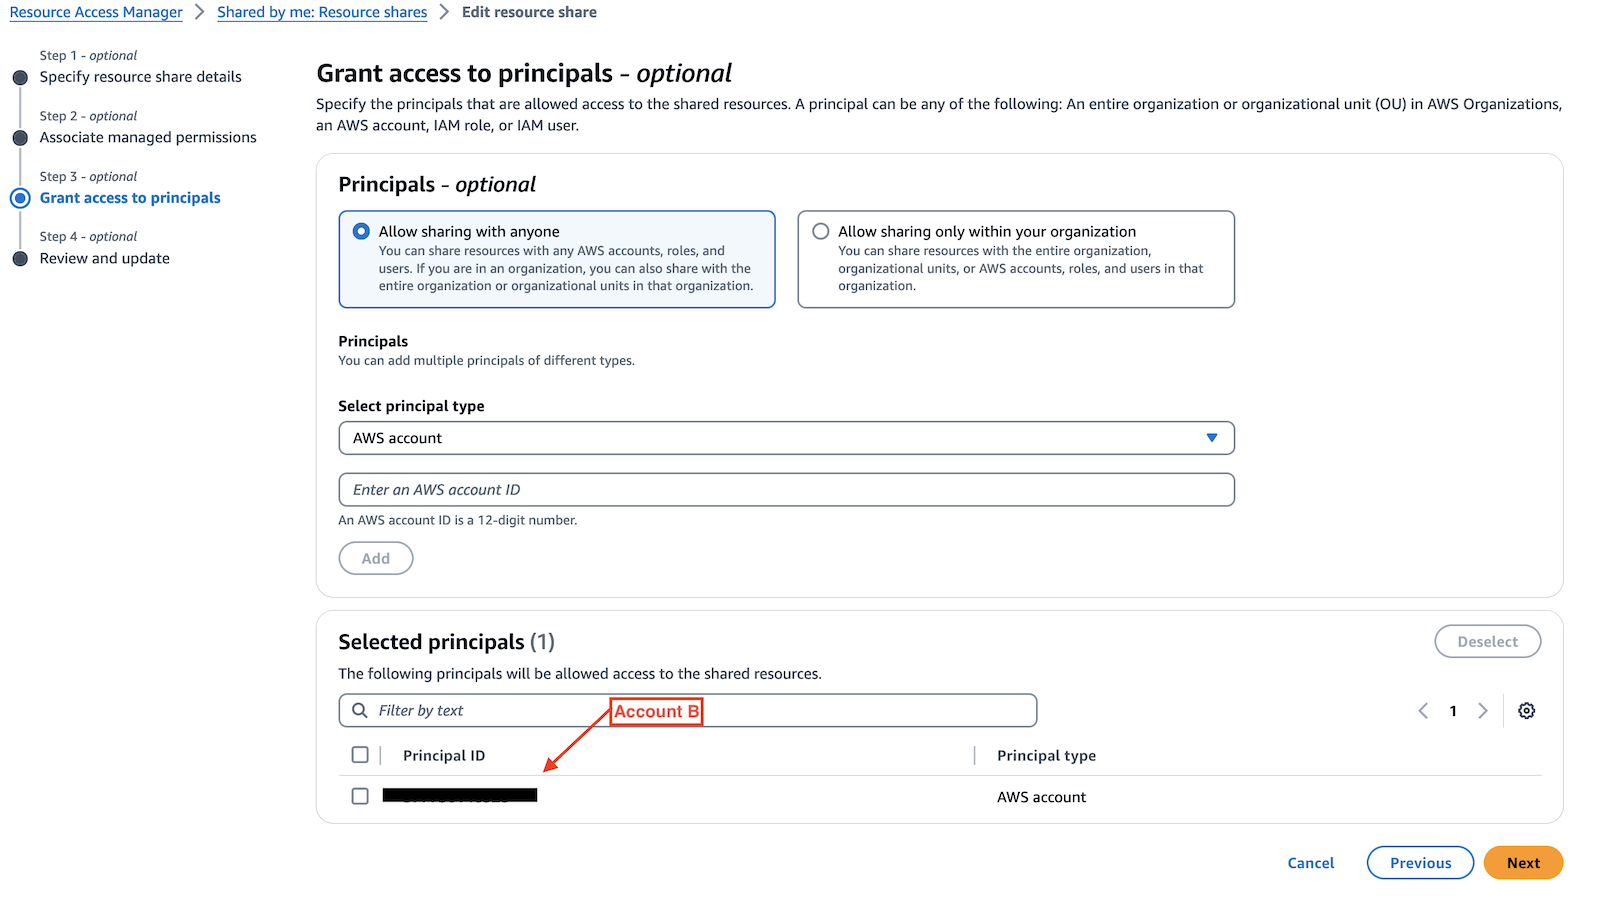 Resource Access Manager > Shared by me: Resource shares > Edit resource share
Step 1 - optional
Specify resource share details
Step 2 - optional
Associate managed permissions
Step 3 - optional
Grant access to principals
Step 4 - optional
Review and update
Grant access to principals - optional
Specify the principals that are allowed access to the shared resources. A principal can be any of the following: An entire organization or organizational unit (OU) in AWS Organizations,
an AWS account, IAM role, or IAM user.
Principals - optional
Allow sharing with anyone
You can share resources with any AWS accounts, roles, and
users. If you are in an organization, you can also share with the
entire organization or organizational units in that organization.
Allow sharing only within your organization
You can share resources with the entire organization,
organizational units, or AWS accounts, roles, and users in that
organization.
Principals
You can add multiple principals of different types.
Select principal type
AWS account
Enter an AWS account ID
An AWS account ID is a 12-digit number.
Add
Selected principals (1)
Deselect
The following principals will be allowed access to the shared resources.
Filter by text
Account B
1
Principal ID
Principal type
AWS account
Cancel
Previous
Next